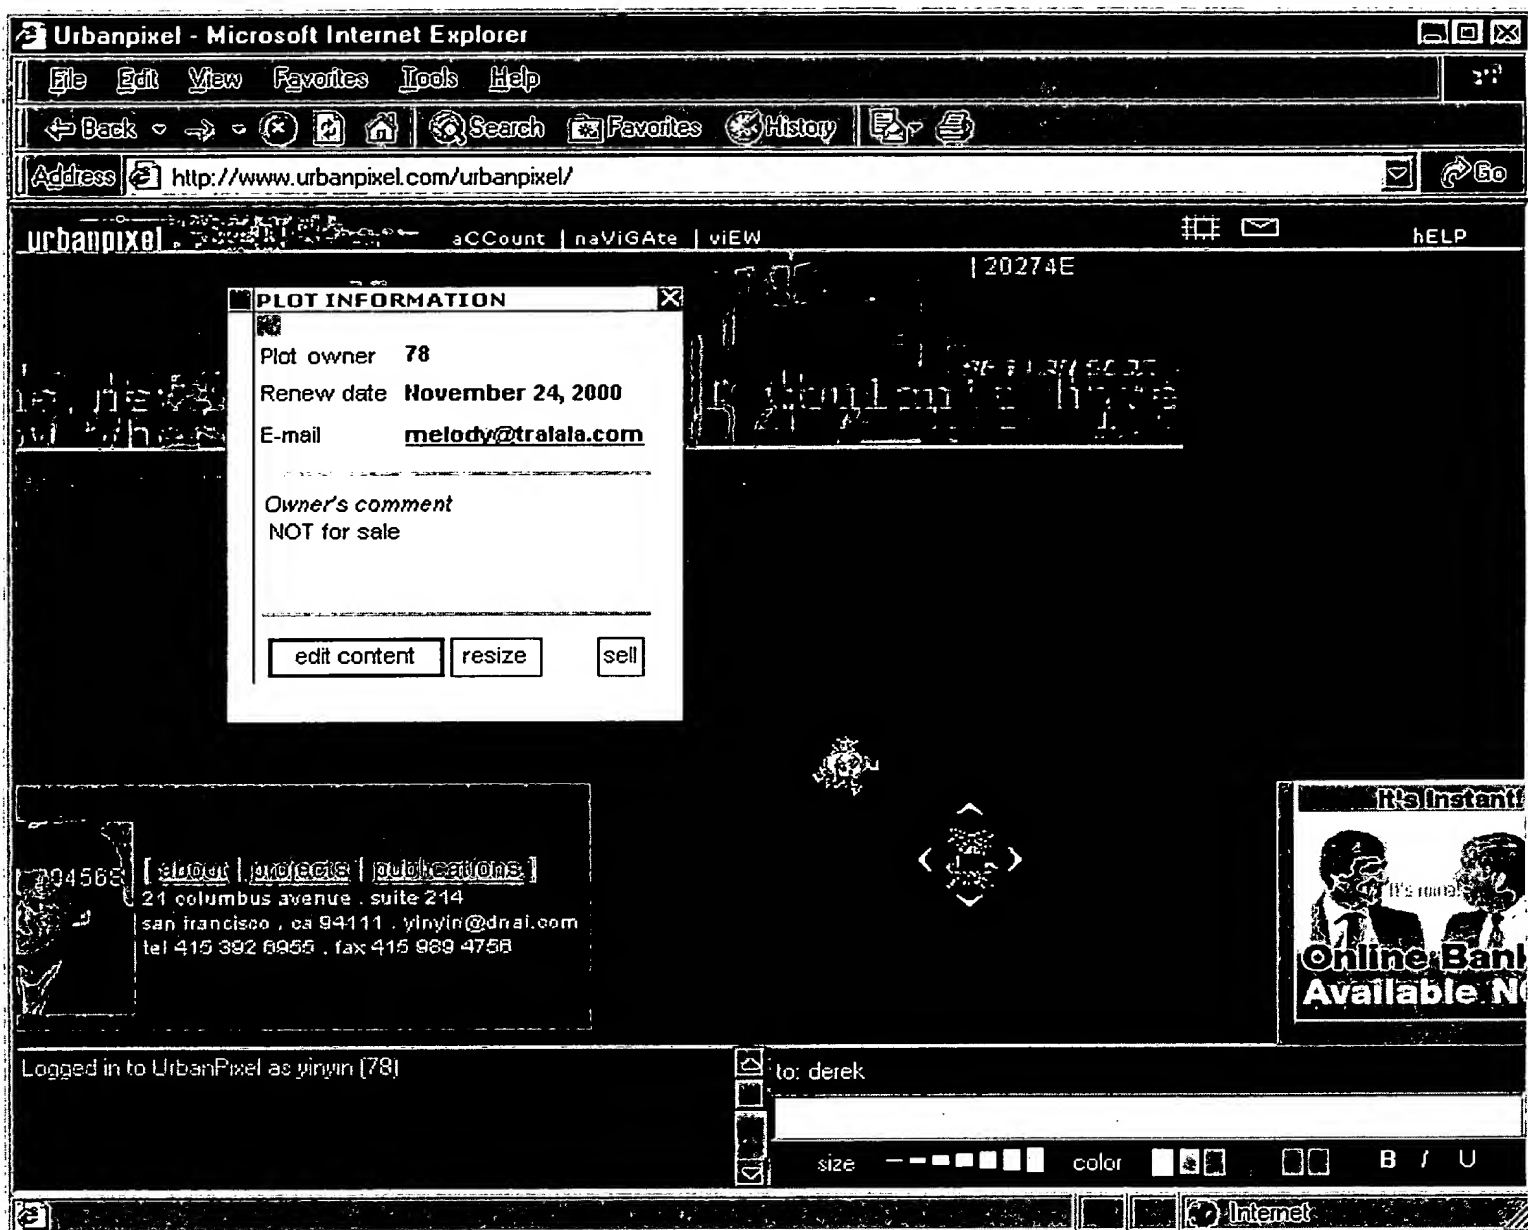 Urbanpixel - Microsoft Internet Explorer
File Edit View Favorites Tools Help
Back Search Favorites History
Address http://www.urbanpixel.com/urbanpixel/ Go
urbanpixel aCCount | naViGAte | viEW hELP
| 20274E
PLOT INFORMATION
Plot owner 78
Renew date November 24, 2000
E-mail melody@tralala.com
Owner's comment
NOT for sale
edit content resize sell
[ about | projects | publications ]
21 columbus avenue . suite 214
san francisco , ca 94111 . yinyin@dnai.com
tel 415 392 6955 . fax 415 989 4758
It's Instant!
Online Bank
Available NO
Logged in to UrbanPixel as yinyin [78]
to: derek
size color B I U
Internet